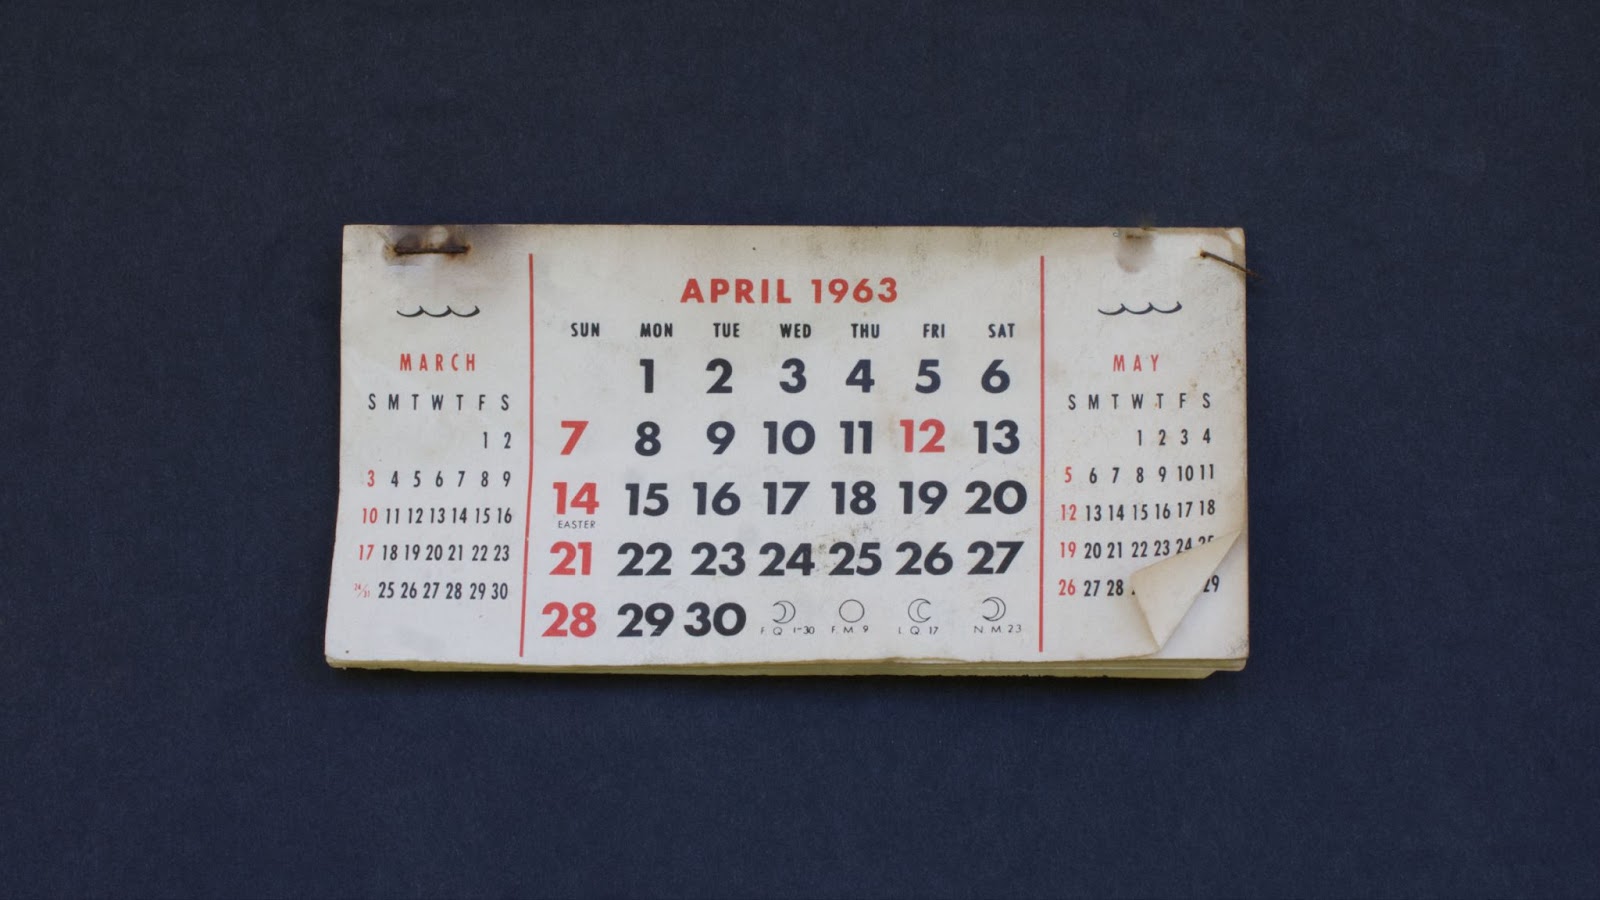 MARCH
S M T W T F S
1 2
3 4 5 6 7 8 9
10 11 12 13 14 15 16
17 18 19 20 21 22 23
24/31 25 26 27 28 29 30
APRIL 1963
SUN MON TUE WED THU FRI SAT
1 2 3 4 5 6
7 8 9 10 11 12 13
14 15 16 17 18 19 20
EASTER
21 22 23 24 25 26 27
28 29 30
F. Q. 1-30 F. M. 9 L. Q. 17 N. M. 23
MAY
S M T W T F S
1 2 3 4
5 6 7 8 9 10 11
12 13 14 15 16 17 18
19 20 21 22 23 24 25
26 27 28 29